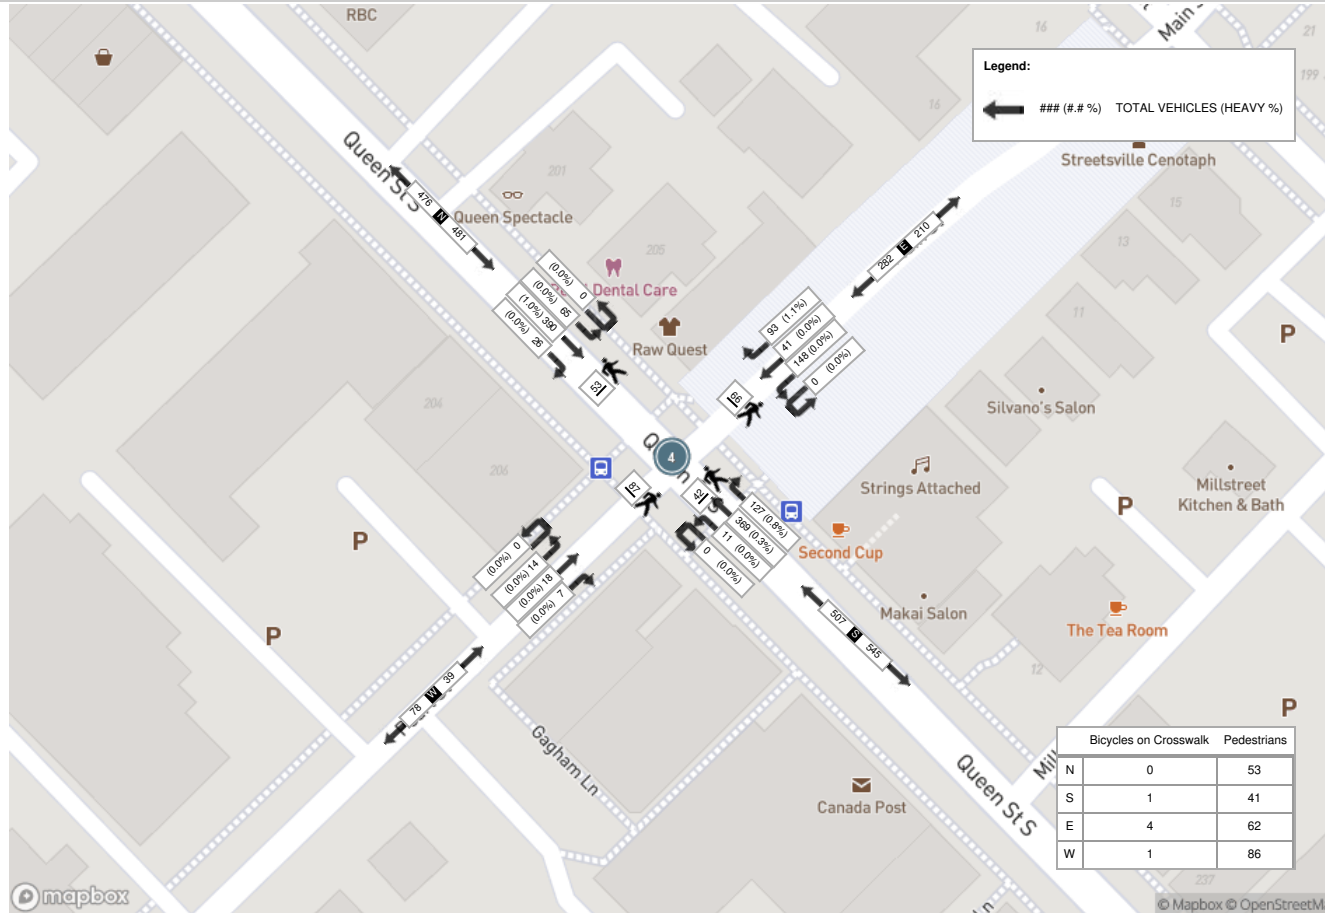 RBC
16
Main
21
199
Legend:
### (#.# %) TOTAL VEHICLES (HEAVY %)
16
Streetsville Cenotaph
Queen St S
201
Queen Spectacle
15
476 N 481
210 E 282
13
205
(0.0%) 0
(0.0%) 65
(1.0%) 390
(0.0%) 26
Dental Care
93 (1.1%)
41 (0.0%)
148 (0.0%)
0 (0.0%)
11
P
Raw Quest
53
66
204
Silvano's Salon
4
206
87
42
Strings Attached
Millstreet
Kitchen & Bath
P
P
127 (0.8%)
369 (0.3%)
11 (0.0%)
0 (0.0%)
Second Cup
(0.0%) 0
(0.0%) 14
(0.0%) 18
(0.0%) 7
Makai Salon
The Tea Room
P
507 S 545
12
78 W 39
P
Gagham Ln
Queen St S
Mil
Canada Post
Bicycles on Crosswalk Pedestrians
N 0 53
S 1 41
E 4 62
W 1 86
237
Ln
mapbox
© Mapbox © OpenStreetM